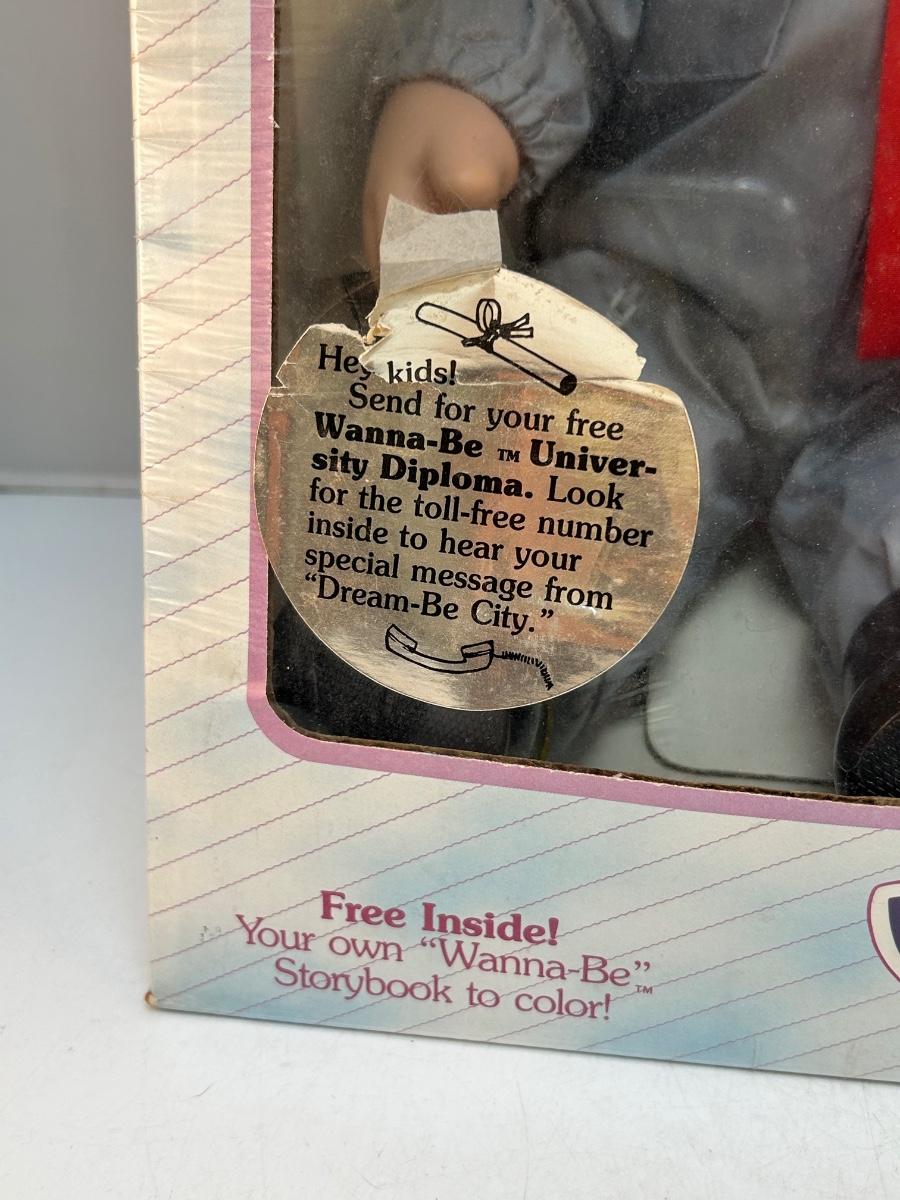 Hey kids!
Send for your free
Wanna-Be ™ Univer-
sity Diploma. Look
for the toll-free number
inside to hear your
special message from
“Dream-Be City.”
Free Inside!
Your own “Wanna-Be”™
Storybook to color!